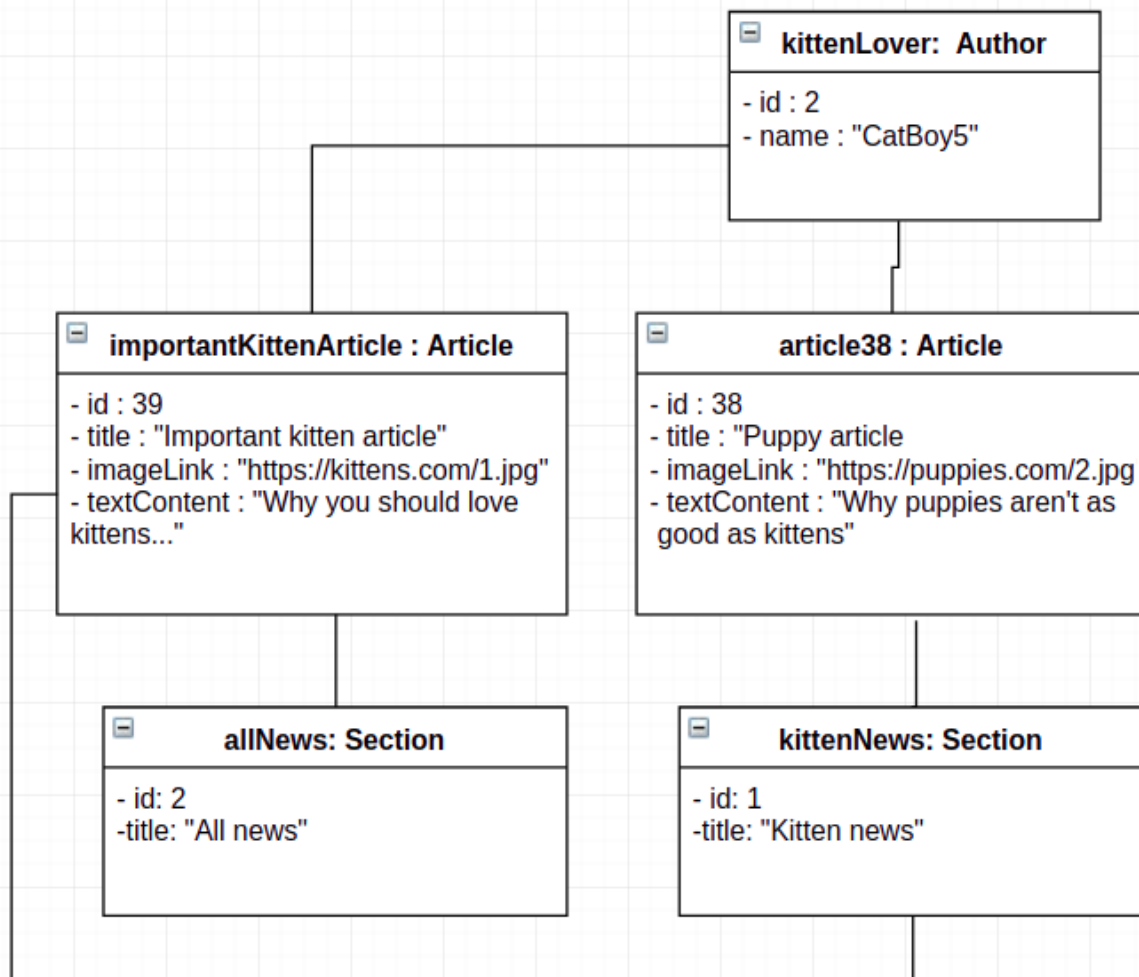 kittenLover:  Author
- id : 2
- name : "CatBoy5"
importantKittenArticle : Article
- id : 39
- title : "Important kitten article"
- imageLink : "https://kittens.com/1.jpg"
- textContent : "Why you should love
kittens..."
article38 : Article
- id : 38
- title : "Puppy article
- imageLink : "https://puppies.com/2.jpg
- textContent : "Why puppies aren't as
good as kittens"
allNews: Section
- id: 2
-title: "All news"
kittenNews: Section
- id: 1
-title: "Kitten news"